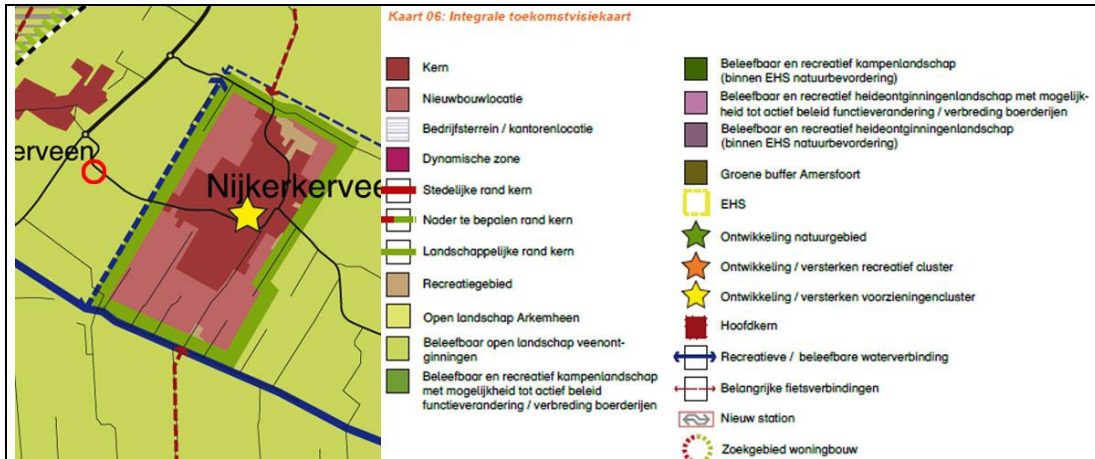 Kaart 06: Integrale toekomstvisiekaart
erveen
Nijkerkervee
Kern
Nieuwbouwlocatie
Bedrijfsterrein / kantorenlocatie
Dynamische zone
Stedelijke rand kern
Nader te bepalen rand kern
Landschappelijke rand kern
Recreatiegebied
Open landschap Arkemheen
Beleefbaar open landschap veenont-
ginningen
Beleefbaar en recreatief kampenlandschap
met mogelijkheid tot actief beleid
functieverandering / verbreding boerderijen
Beleefbaar en recreatief kampenlandschap
(binnen EHS natuurbevordering)
Beleefbaar en recreatief heideontginningenlandschap met mogelijk-
heid tot actief beleid functieverandering / verbreding boerderijen
Beleefbaar en recreatief heideontginningenlandschap
(binnen EHS natuurbevordering)
Groene buffer Amersfoort
EHS
Ontwikkeling natuurgebied
Ontwikkeling / versterken recreatief cluster
Ontwikkeling / versterken voorzieningencluster
Hoofdkern
Recreatieve / beleefbare waterverbinding
Belangrijke fietsverbindingen
Nieuw station
Zoekgebied woningbouw